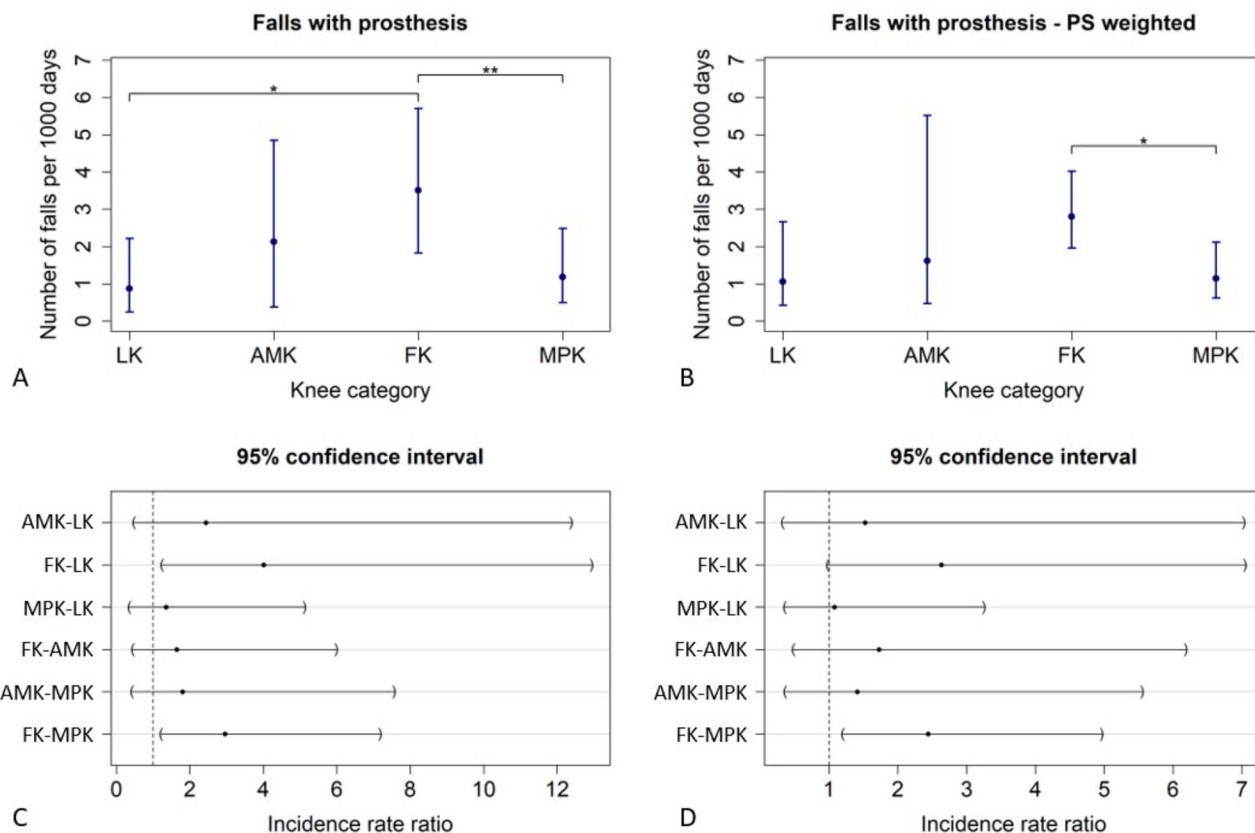 Falls with prosthesis
Number of falls per 1000 days
7
6
5
4
3
2
1
0
*
**
LK AMK FK MPK
Knee category
A
Falls with prosthesis - PS weighted
Number of falls per 1000 days
7
6
5
4
3
2
1
0
*
LK AMK FK MPK
Knee category
B
95% confidence interval
AMK-LK
FK-LK
MPK-LK
FK-AMK
AMK-MPK
FK-MPK
0 2 4 6 8 10 12
Incidence rate ratio
C
95% confidence interval
AMK-LK
FK-LK
MPK-LK
FK-AMK
AMK-MPK
FK-MPK
1 2 3 4 5 6 7
Incidence rate ratio
D